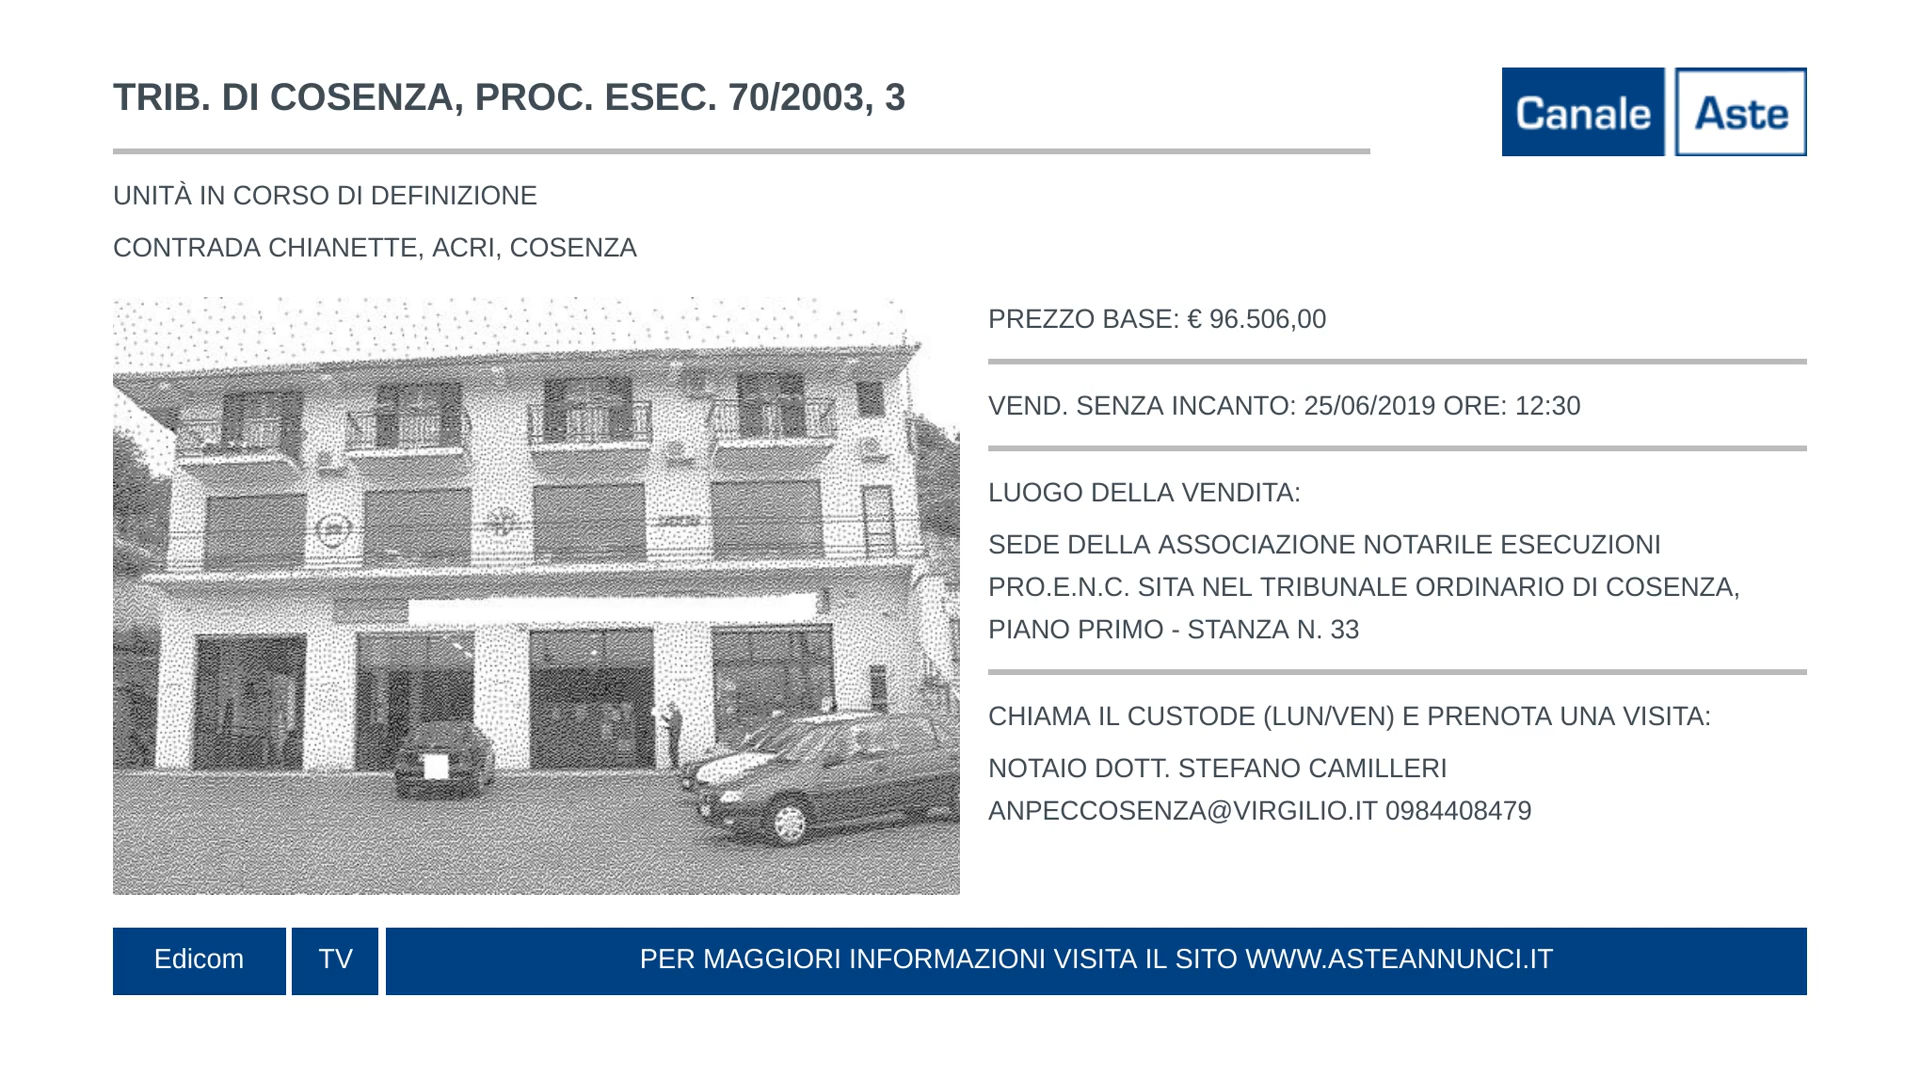 TRIB. DI COSENZA, PROC. ESEC. 70/2003, 3
Canale Aste
UNITÀ IN CORSO DI DEFINIZIONE
CONTRADA CHIANETTE, ACRI, COSENZA
PREZZO BASE: € 96.506,00
VEND. SENZA INCANTO: 25/06/2019 ORE: 12:30
LUOGO DELLA VENDITA:
SEDE DELLA ASSOCIAZIONE NOTARILE ESECUZIONI
PRO.E.N.C. SITA NEL TRIBUNALE ORDINARIO DI COSENZA,
PIANO PRIMO - STANZA N. 33
CHIAMA IL CUSTODE (LUN/VEN) E PRENOTA UNA VISITA:
NOTAIO DOTT. STEFANO CAMILLERI
ANPECCOSENZA@VIRGILIO.IT 0984408479
Edicom TV PER MAGGIORI INFORMAZIONI VISITA IL SITO WWW.ASTEANNUNCI.IT